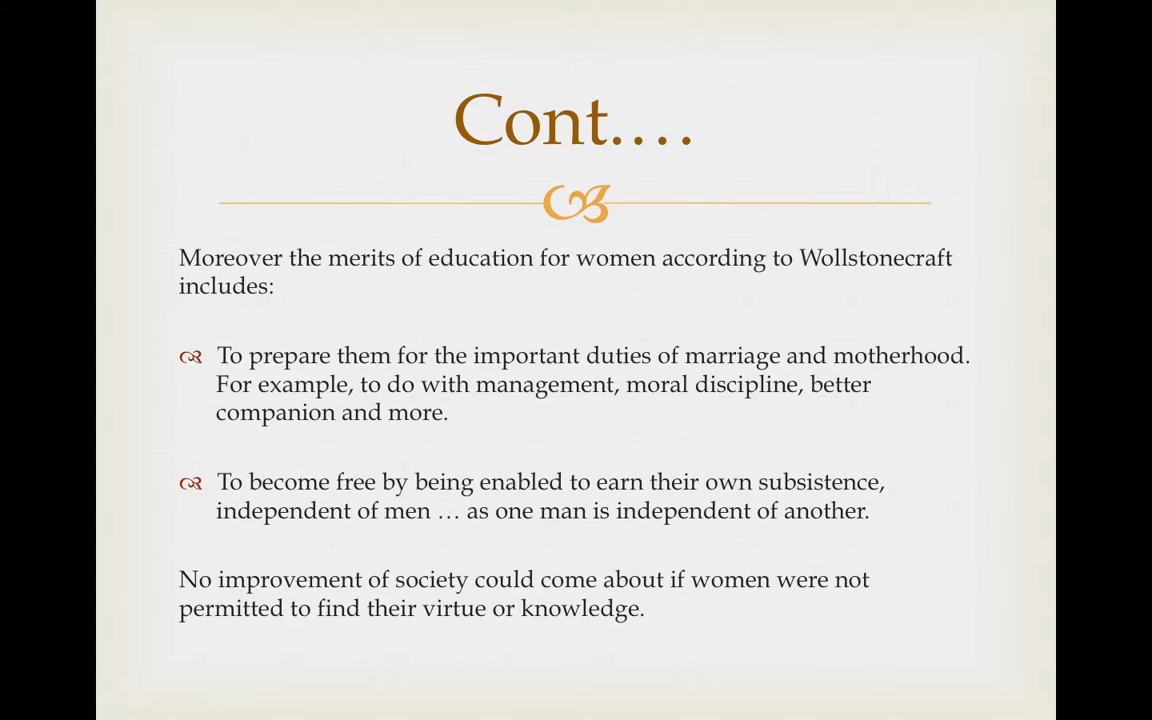 Cont.…
Moreover the merits of education for women according to Wollstonecraft
includes:
To prepare them for the important duties of marriage and motherhood.
For example, to do with management, moral discipline, better
companion and more.
To become free by being enabled to earn their own subsistence,
independent of men … as one man is independent of another.
No improvement of society could come about if women were not
permitted to find their virtue or knowledge.